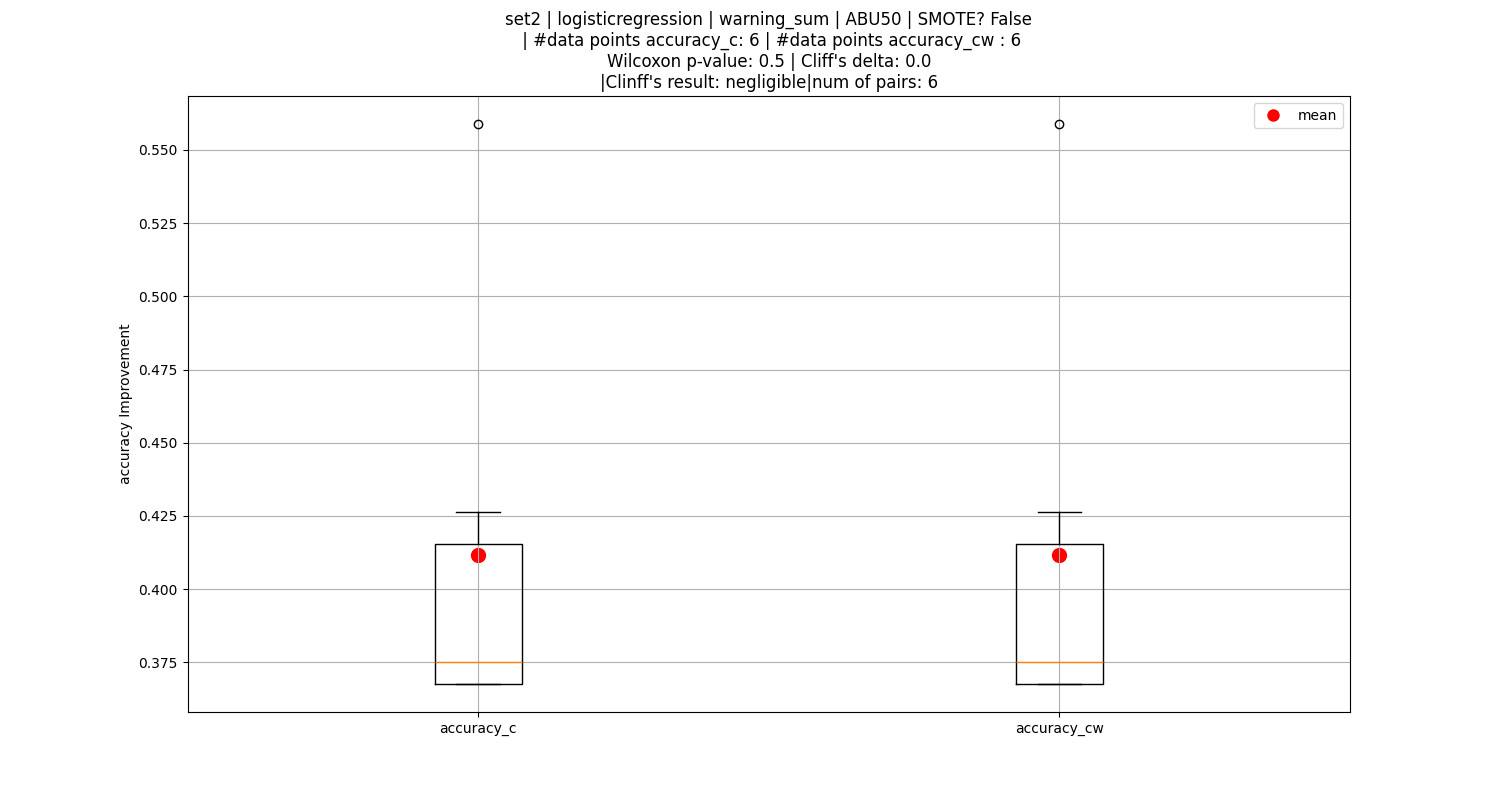 set2 | logisticregression | warning_sum | ABU50 | SMOTE? False
| #data points accuracy_c: 6 | #data points accuracy_cw : 6
Wilcoxon p-value: 0.5 | Cliff's delta: 0.0
|Clinff's result: negligible|num of pairs: 6
mean
0.550
0.525
0.500
0.475
0.450
0.425
0.400
0.375
accuracy Improvement
accuracy_c
accuracy_cw